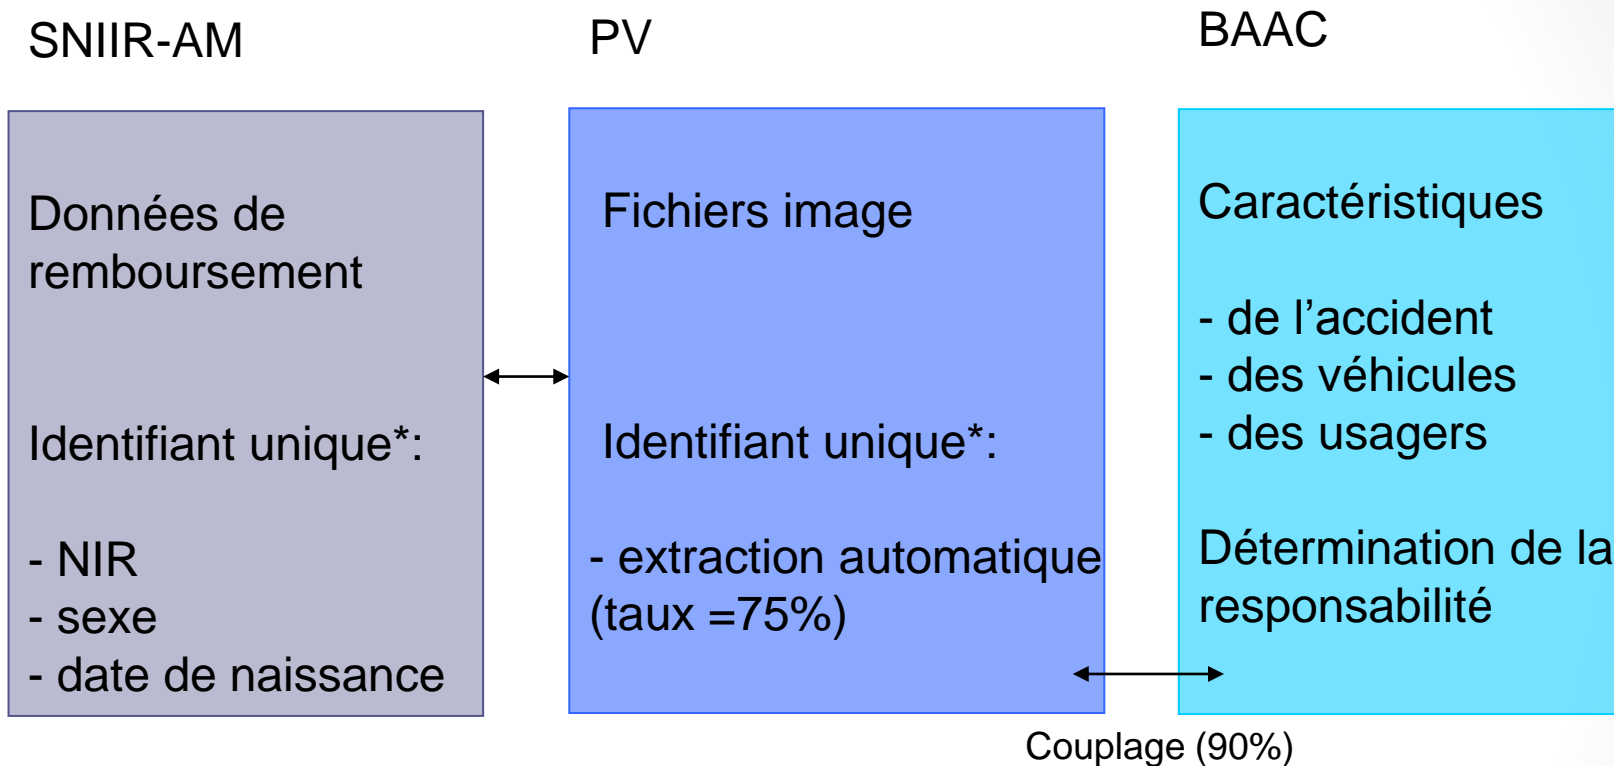 SNIIR-AM
Données de
remboursement
Identifiant unique*:
- NIR
- sexe
- date de naissance
PV
Fichiers image
Identifiant unique*:
- extraction automatique
(taux =75%)
BAAC
Caractéristiques
- de l’accident
- des véhicules
- des usagers
Détermination de la
responsabilité
Couplage (90%)